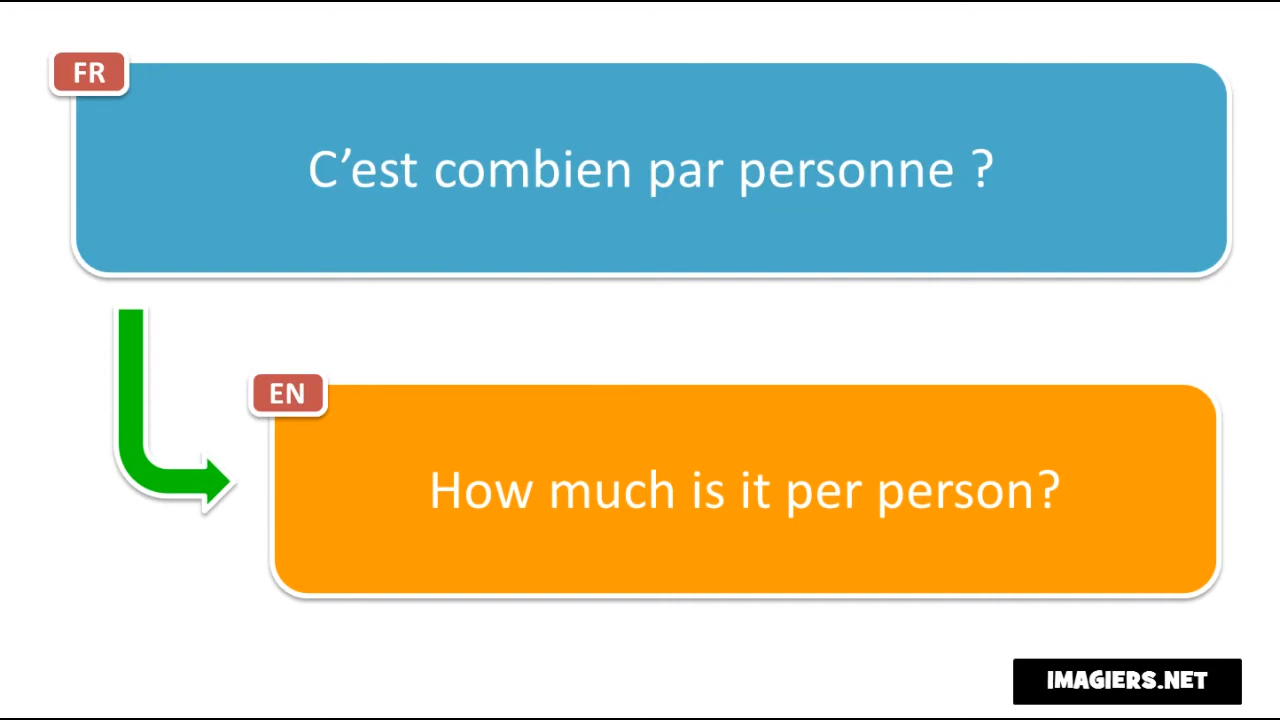 FR
C’est combien par personne ?
EN
How much is it per person?
IMAGIERS.NET